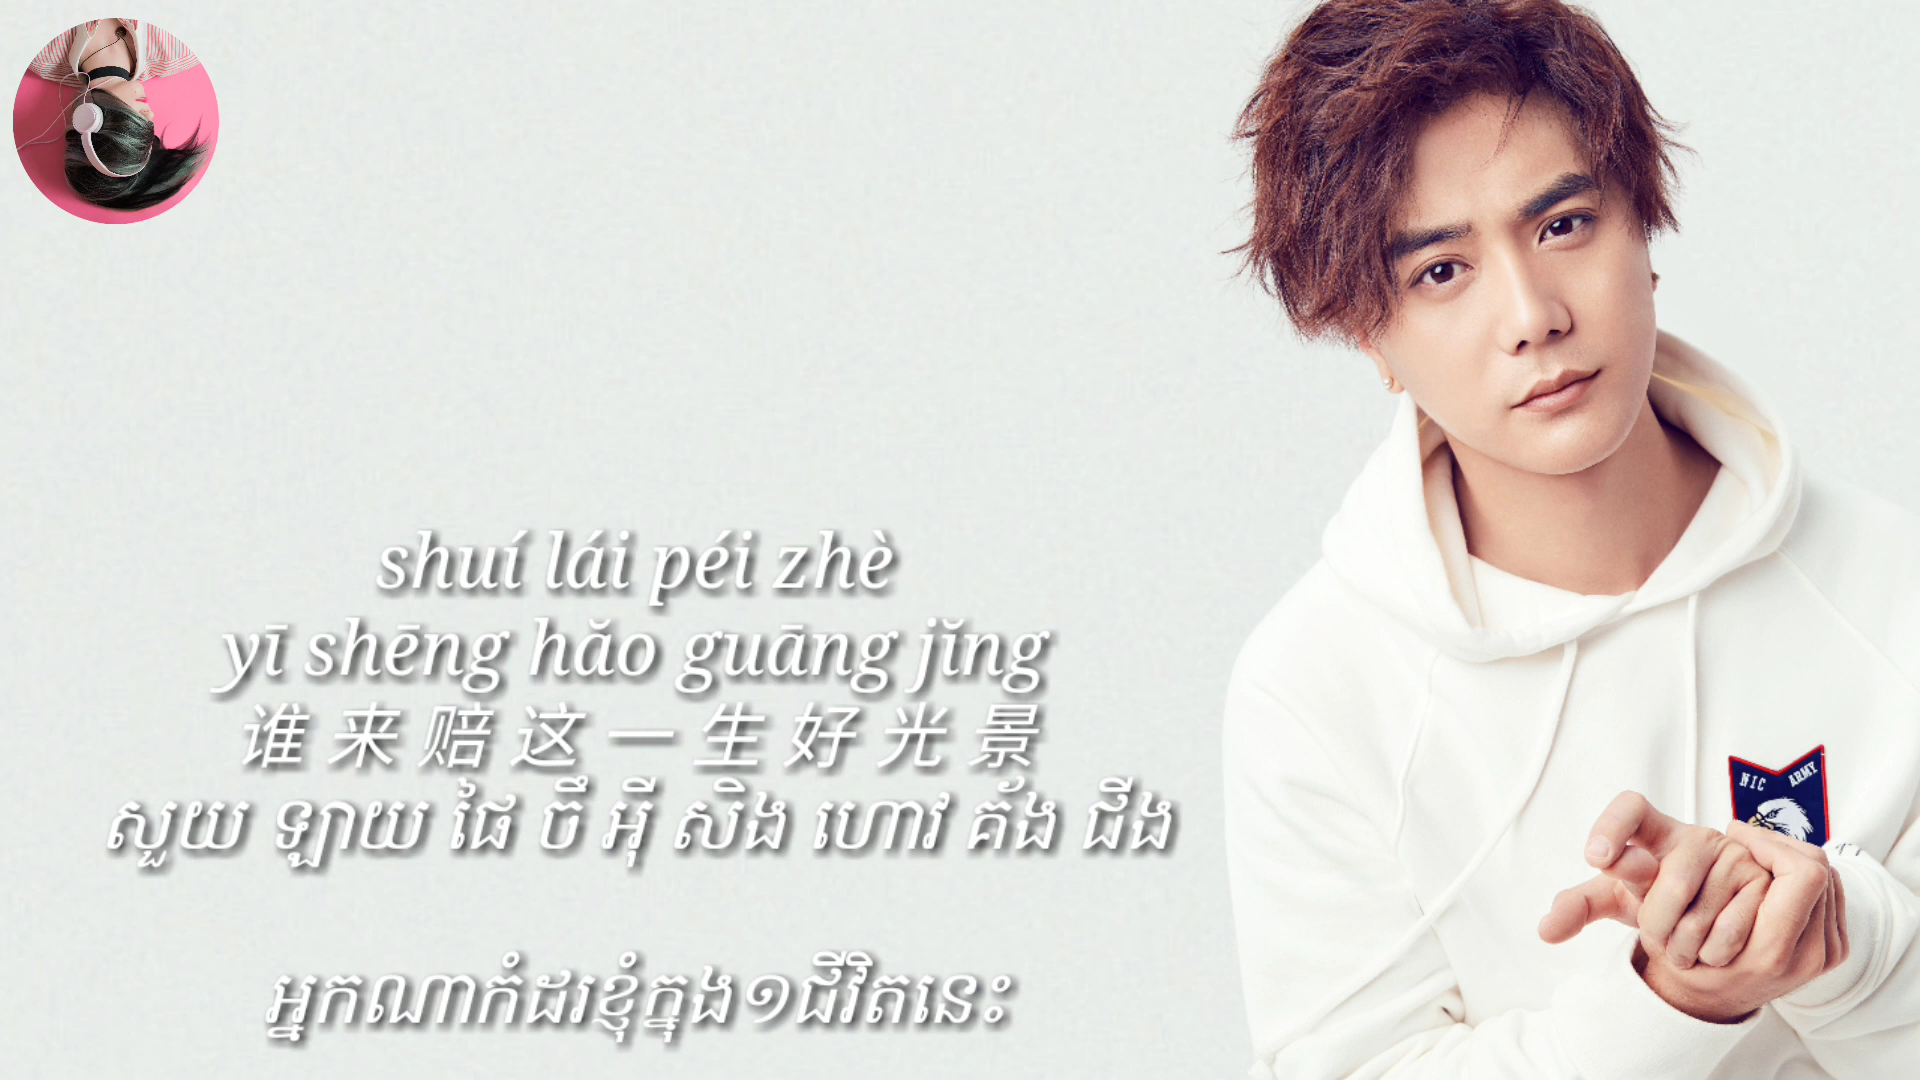 shuí lái péi zhè
yī shēng hǎo guāng jǐng
谁 来 赔 这 一 生 好 光 景
សួយ ឡាយ ផៃ ចឹ អ៊ី សិង ហោវ គ័ង ជីង
អ្នកណាកំដរខ្ញុំក្នុង១ជីវិតនេះ
NIC ARMY